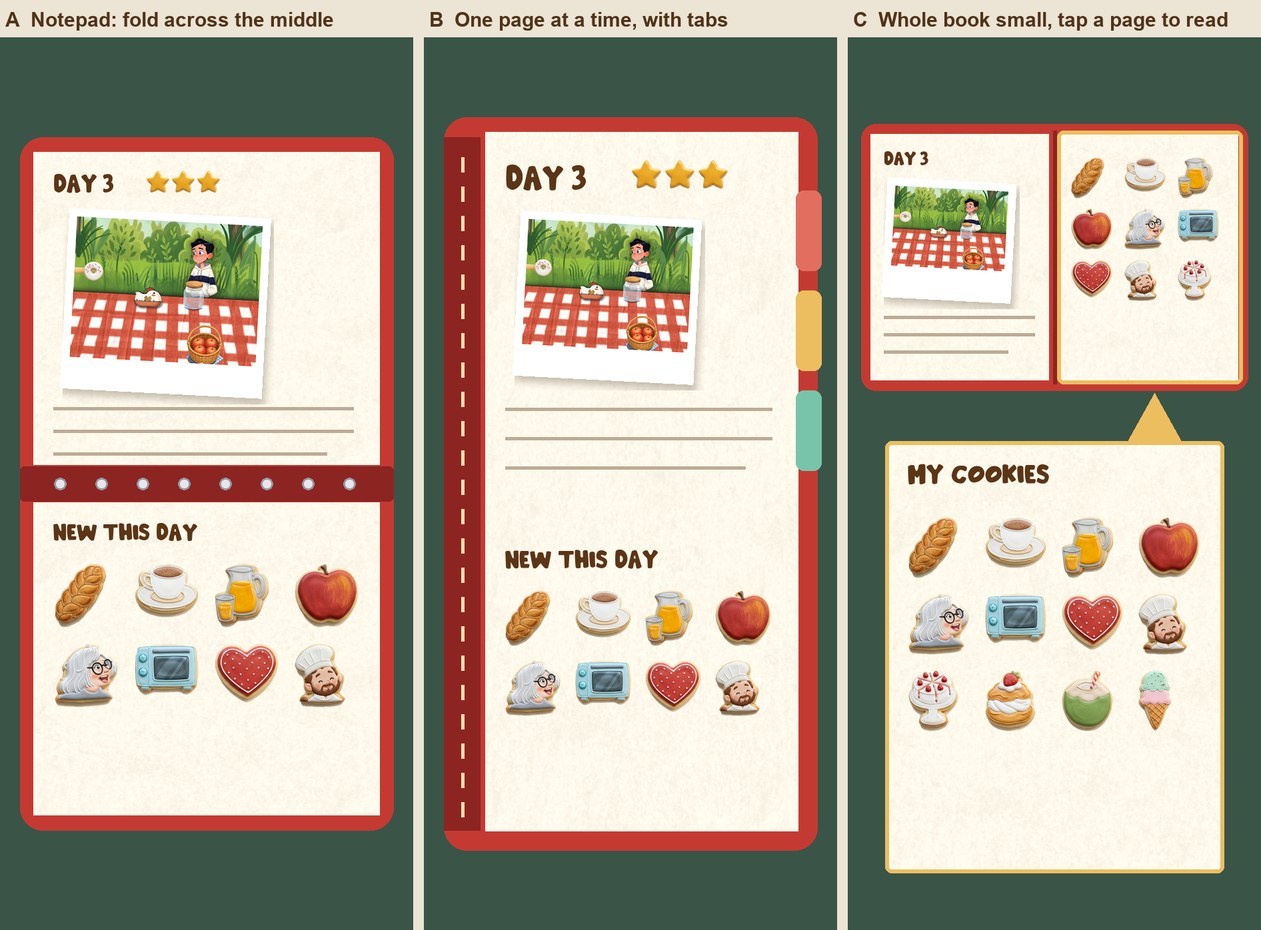 A Notepad: fold across the middle
DAY 3
NEW THIS DAY
B One page at a time, with tabs
DAY 3
NEW THIS DAY
C Whole book small, tap a page to read
DAY 3
MY COOKIES